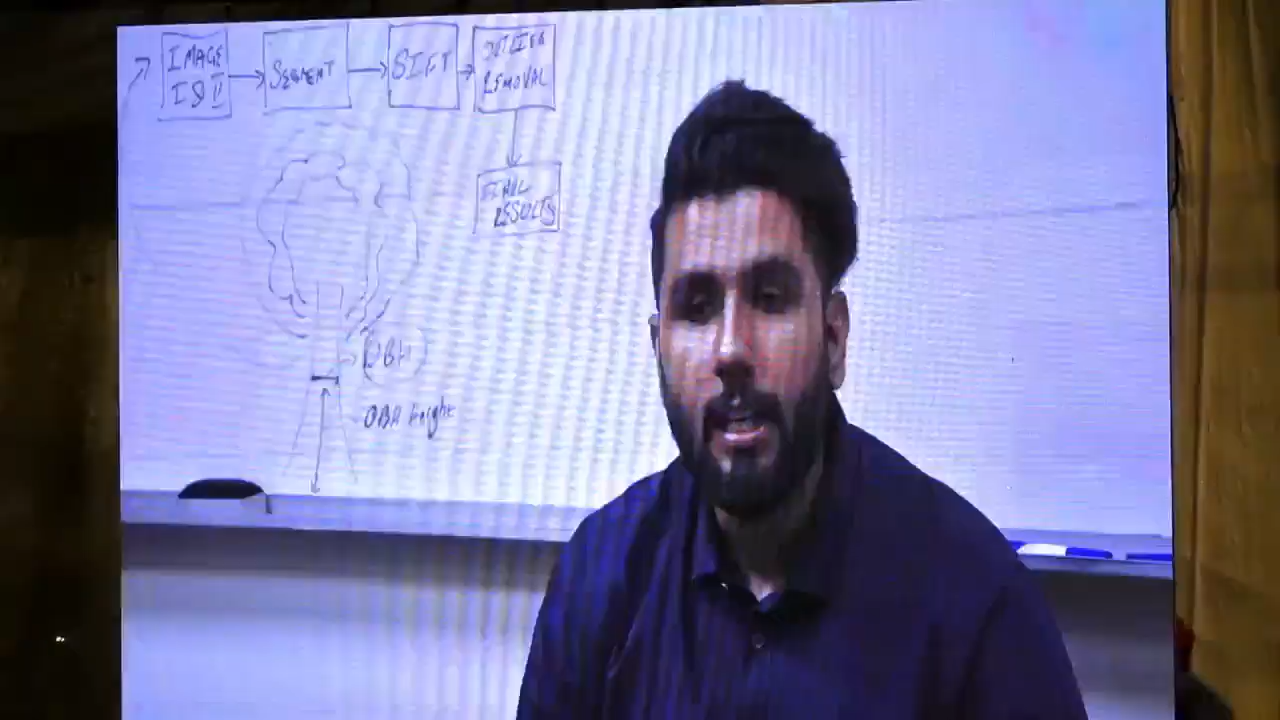 IMAGE
I & II
SEGMENT
SIFT
OUTLIER
REMOVAL
FINAL
RESULTS
DBH
DBH height